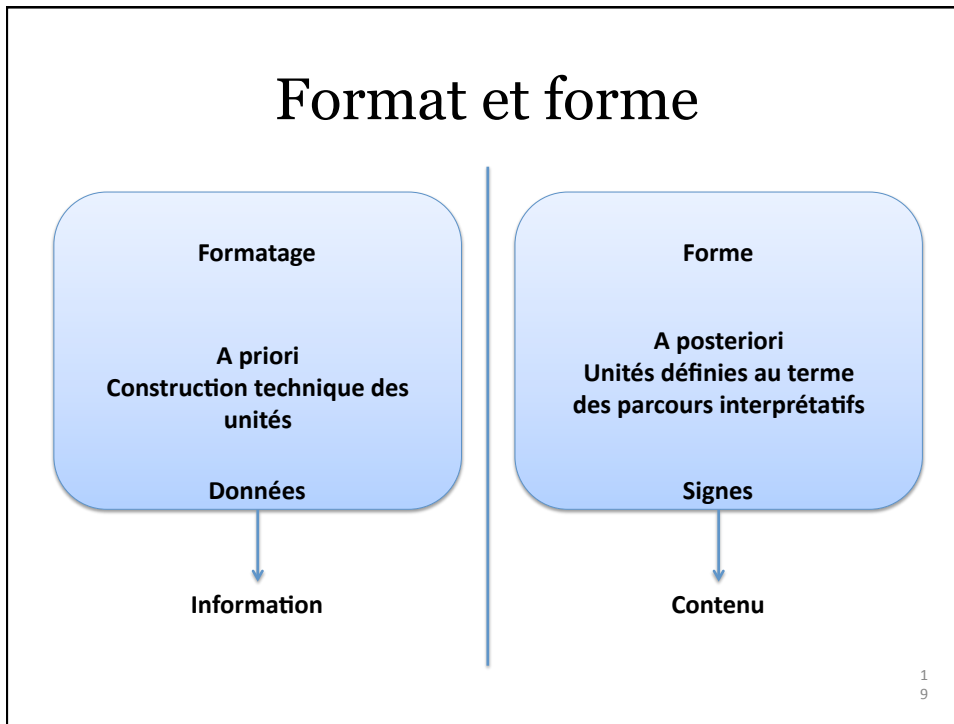 Format et forme
Formatage
A priori
Construction technique des
unités
Données
Information
Forme
A posteriori
Unités définies au terme
des parcours interprétatifs
Signes
Contenu
1
9